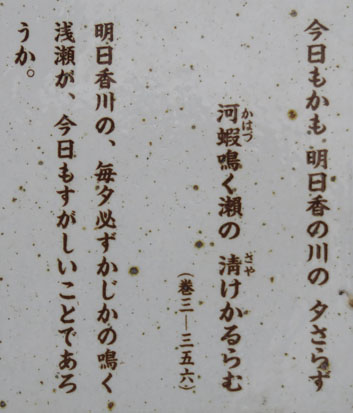 今日もかも 明日香の川の 夕さらず
河蝦鳴く瀬の 清けかるらむ
かはづ
さや
（巻三―三五六）
明日香川の、毎夕必ずかじかの鳴く
浅瀬が、今日もすがしいことであろ
うか。